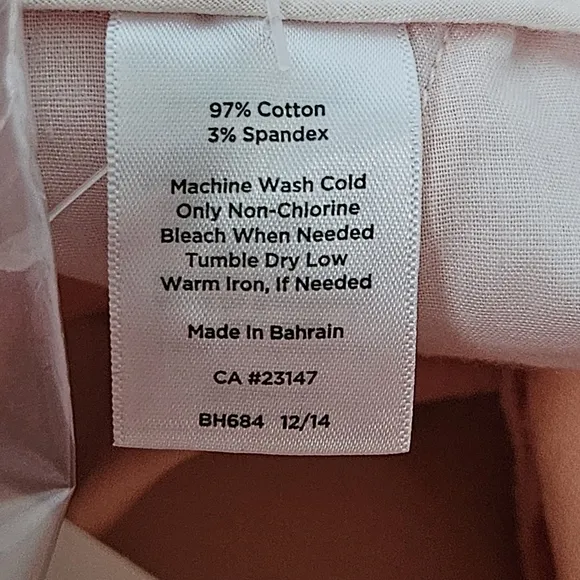 97% Cotton
3% Spandex
Machine Wash Cold
Only Non-Chlorine
Bleach When Needed
Tumble Dry Low
Warm Iron, If Needed
Made In Bahrain
CA #23147
BH684 12/14